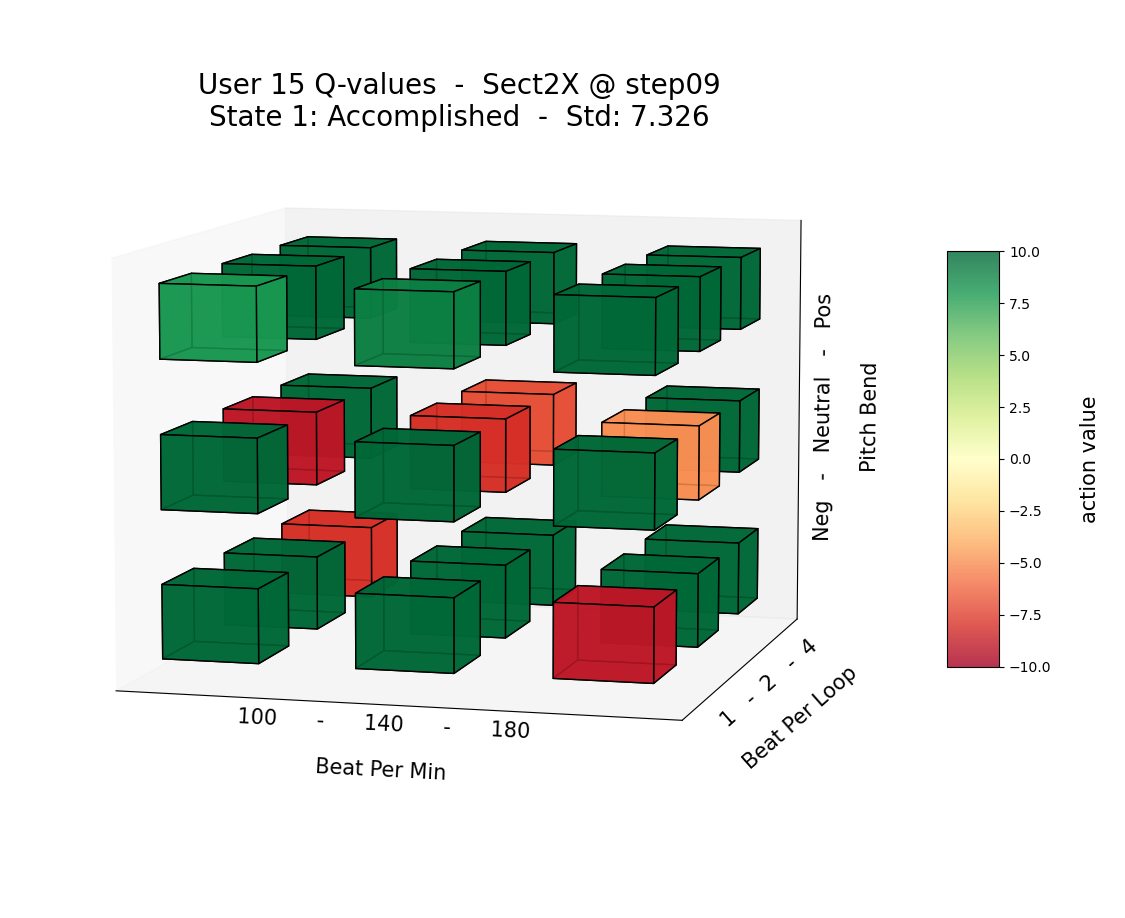 User 15 Q-values  -  Sect2X @ step09
State 1: Accomplished  -  Std: 7.326
100 - 140 - 180
Beat Per Min
1 - 2 - 4
Beat Per Loop
Neg - Neutral - Pos
Pitch Bend
10.0
7.5
5.0
2.5
0.0
−2.5
−5.0
−7.5
−10.0
action value